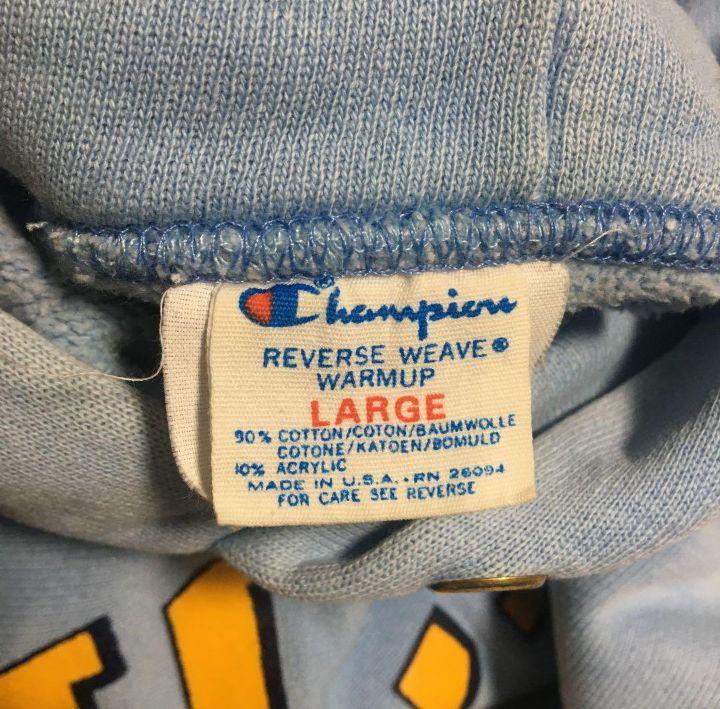 Champion®
REVERSE WEAVE®
WARMUP
LARGE
90% COTTON/COTON/BAUMWOLLE
COTONE/KATOEN/BOMULD
10% ACRYLIC
MADE IN U.S.A. · RN 26094
FOR CARE SEE REVERSE